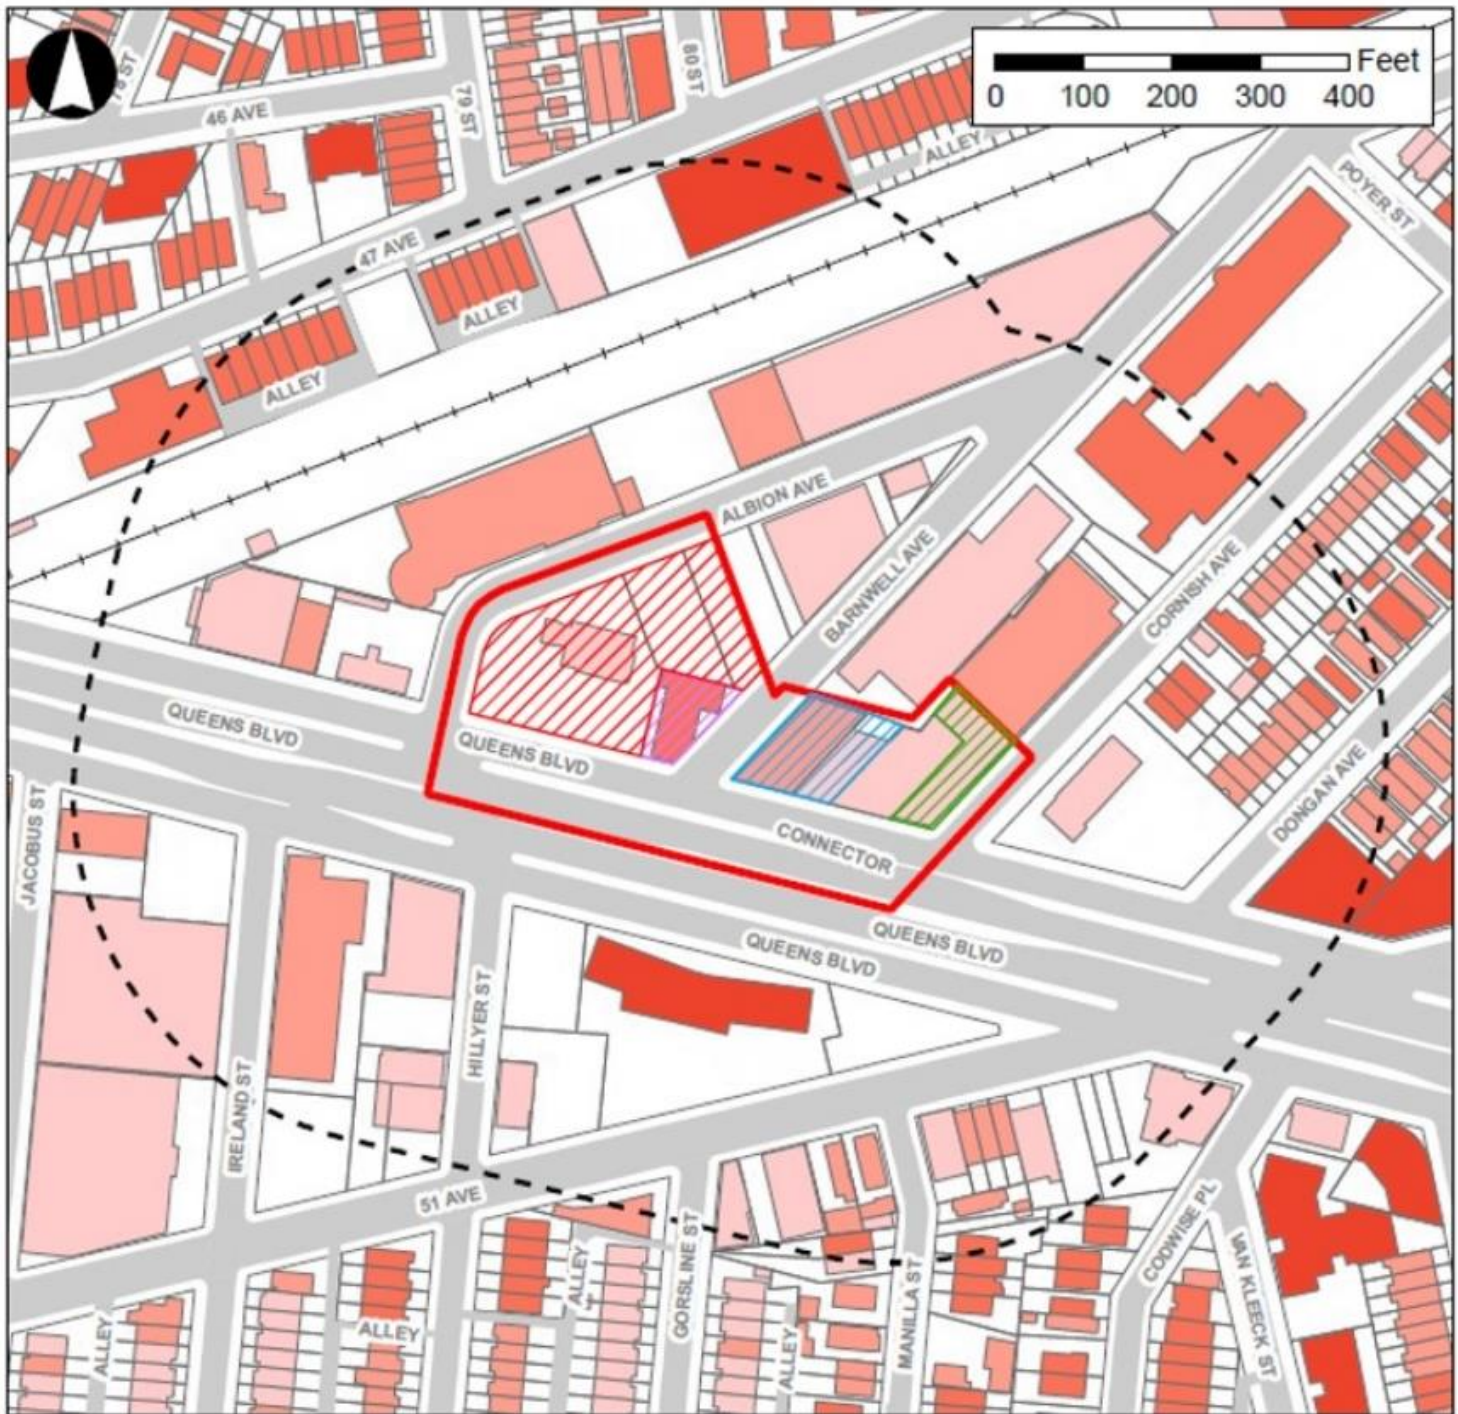 78 ST
46 AVE
79 ST
80 ST
Feet
0 100 200 300 400
ALLEY
POYER ST
47 AVE
ALLEY
ALLEY
ALBION AVE
BARNWELL AVE
CORNISH AVE
QUEENS BLVD
QUEENS BLVD
JACOBUS ST
CONNECTOR
DONGAN AVE
QUEENS BLVD
QUEENS BLVD
HILLYER ST
IRELAND ST
51 AVE
GORSLINE ST
CODWISE PL
VAN KLECK ST
MANILLA ST
ALLEY
ALLEY
ALLEY
ALLEY